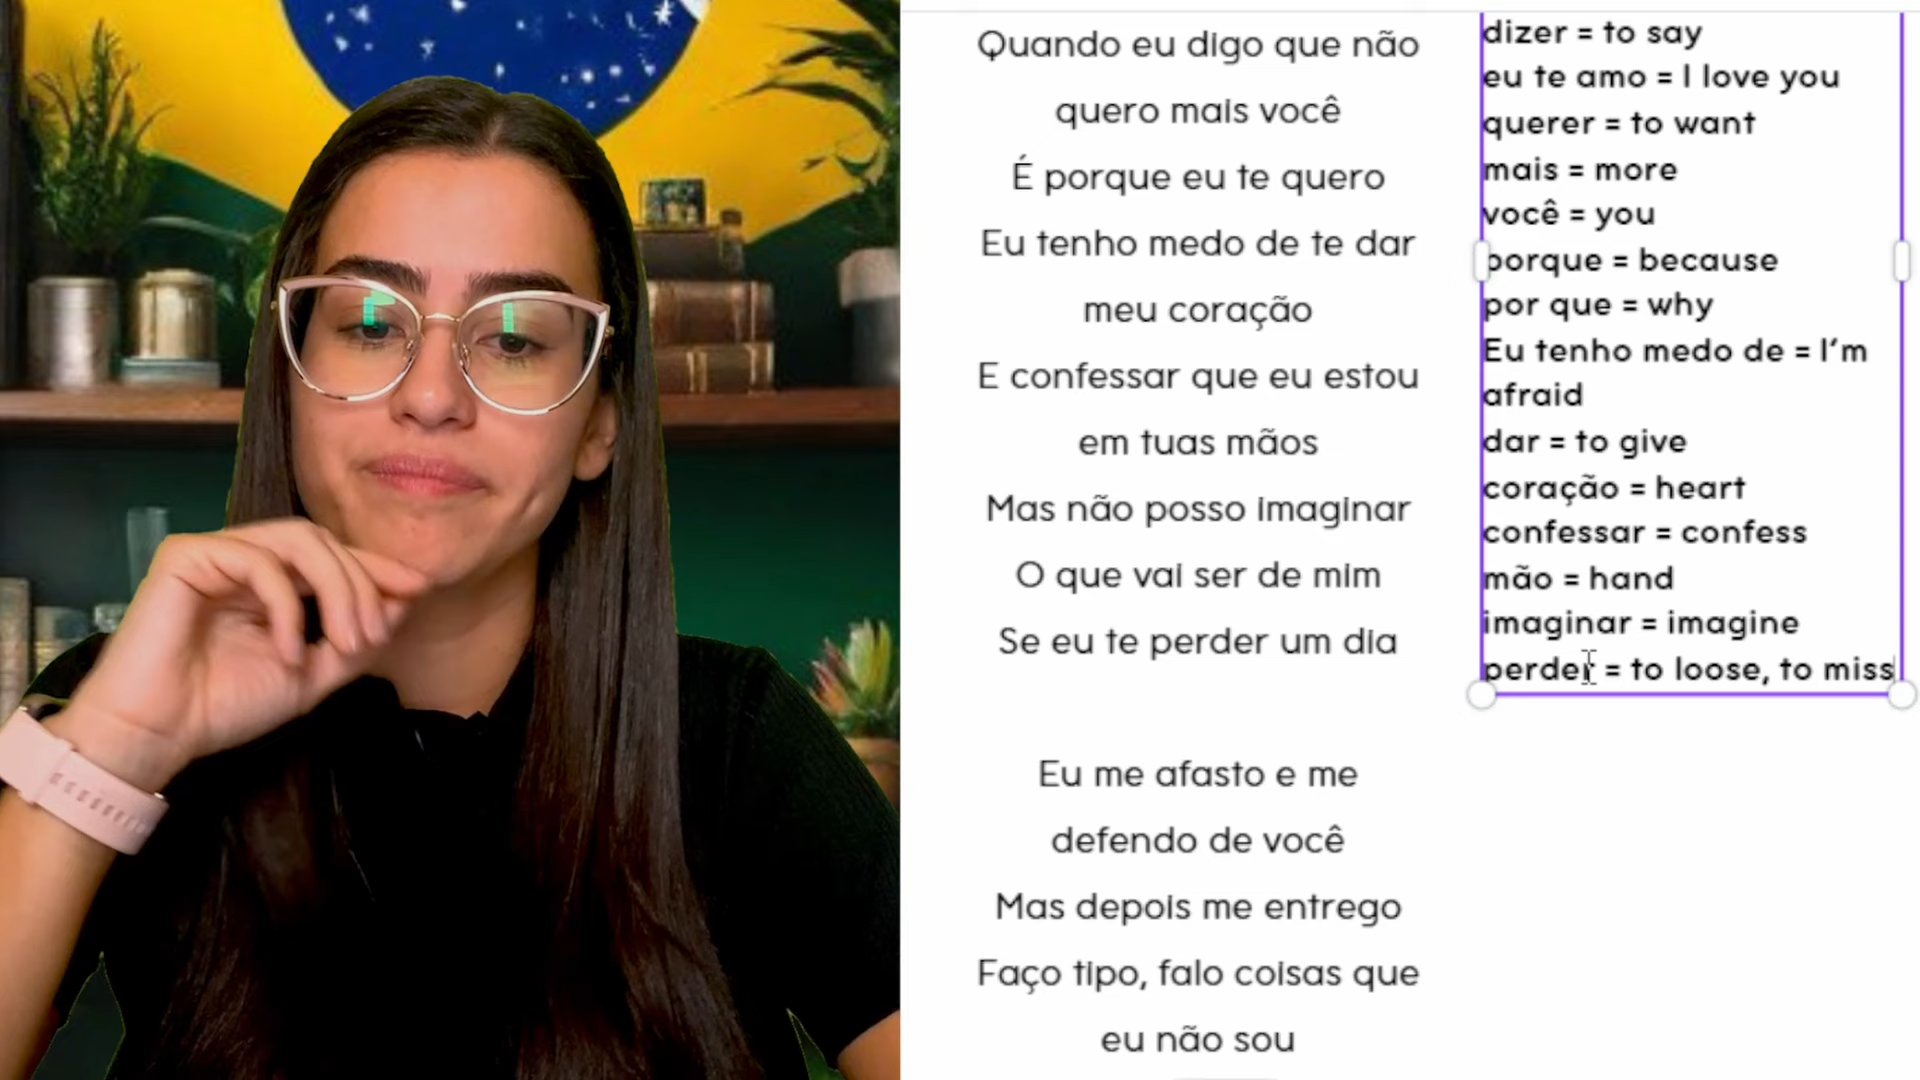 Quando eu digo que não
quero mais você
É porque eu te quero
Eu tenho medo de te dar
meu coração
E confessar que eu estou
em tuas mãos
Mas não posso imaginar
O que vai ser de mim
Se eu te perder um dia
Eu me afasto e me
defendo de você
Mas depois me entrego
Faço tipo, falo coisas que
eu não sou
dizer = to say
eu te amo = I love you
querer = to want
mais = more
você = you
porque = because
por que = why
Eu tenho medo de = I'm
afraid
dar = to give
coração = heart
confessar = confess
mão = hand
imaginar = imagine
perder = to loose, to miss